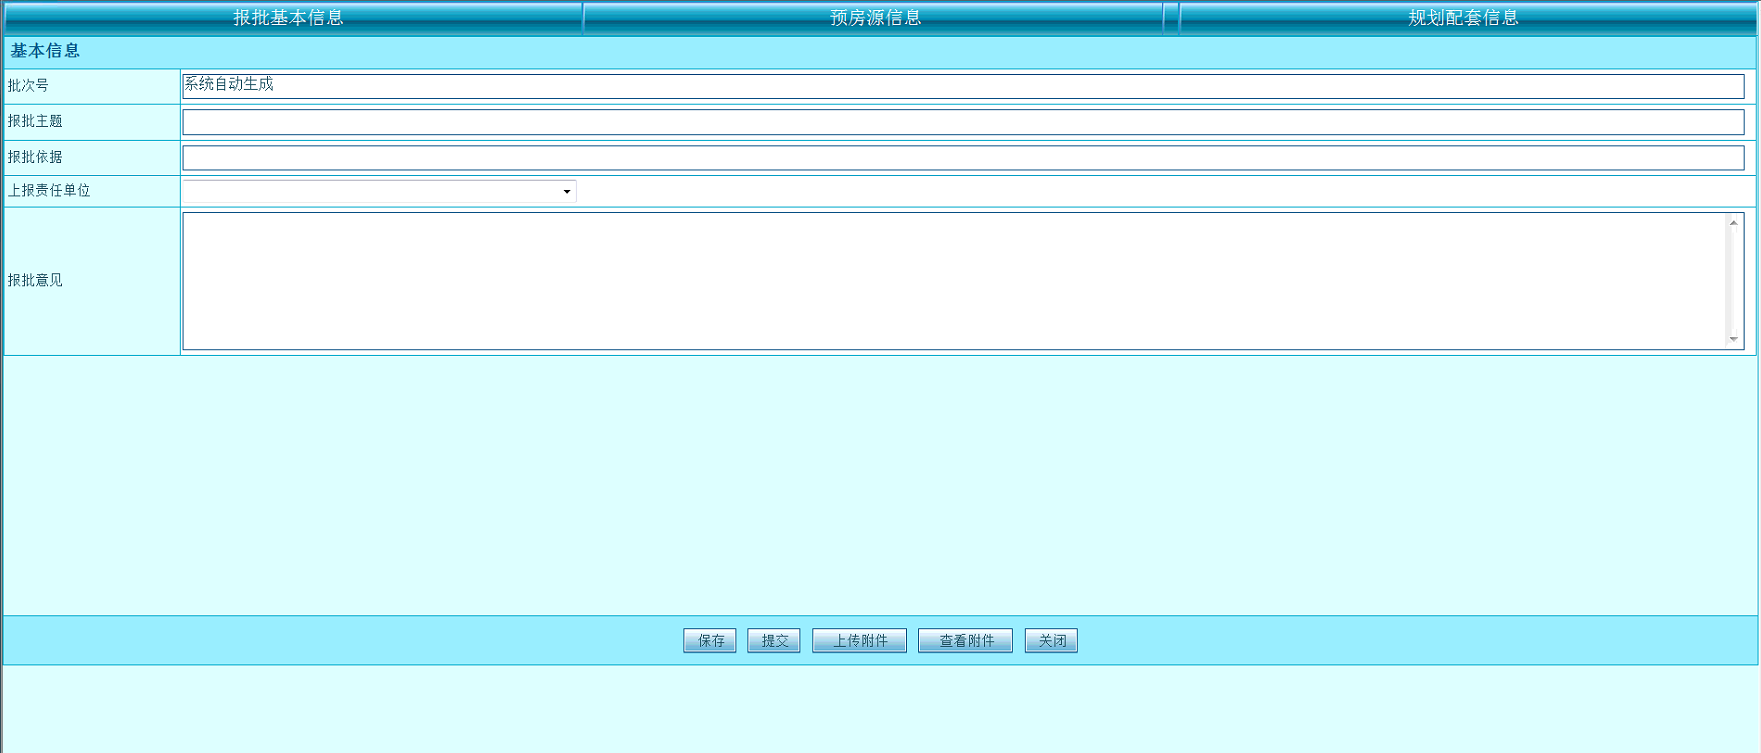 报批基本信息 预房源信息 规划配套信息
基本信息
批次号 系统自动生成
报批主题
报批依据
上报责任单位
报批意见
保存 提交 上传附件 查看附件 关闭